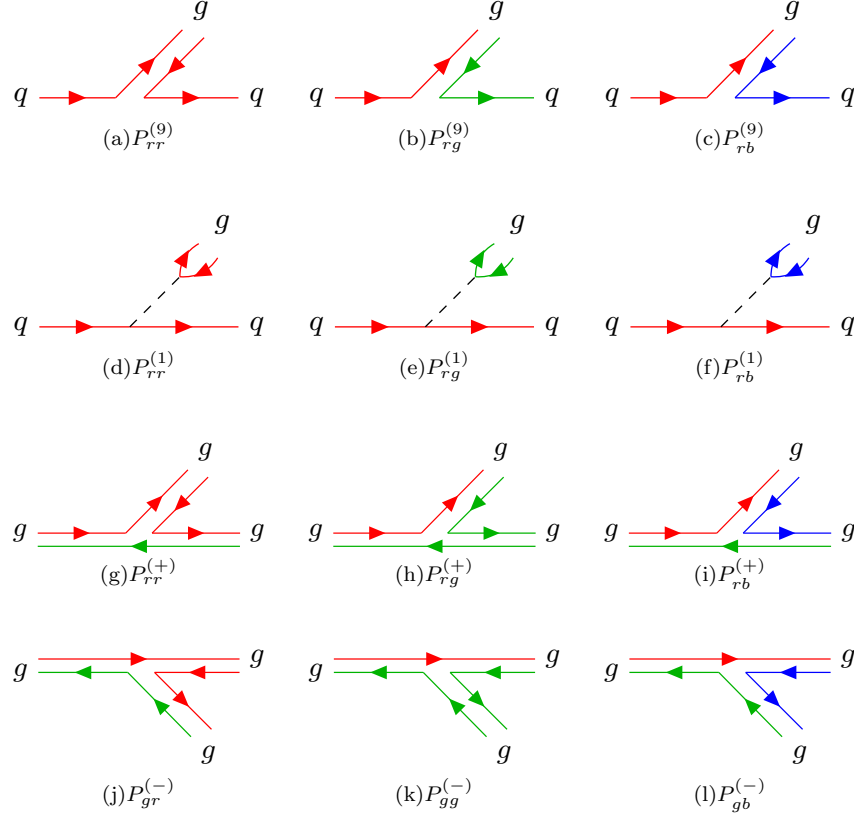 g g g
q q q q q q
(a)P_{rr}^{(9)} (b)P_{rg}^{(9)} (c)P_{rb}^{(9)}
g g g
q q q q q q
(d)P_{rr}^{(1)} (e)P_{rg}^{(1)} (f)P_{rb}^{(1)}
g g g
g g g g g g
(g)P_{rr}^{(+)} (h)P_{rg}^{(+)} (i)P_{rb}^{(+)}
g g g g g g
g g g
(j)P_{gr}^{(-)} (k)P_{gg}^{(-)} (l)P_{gb}^{(-)}